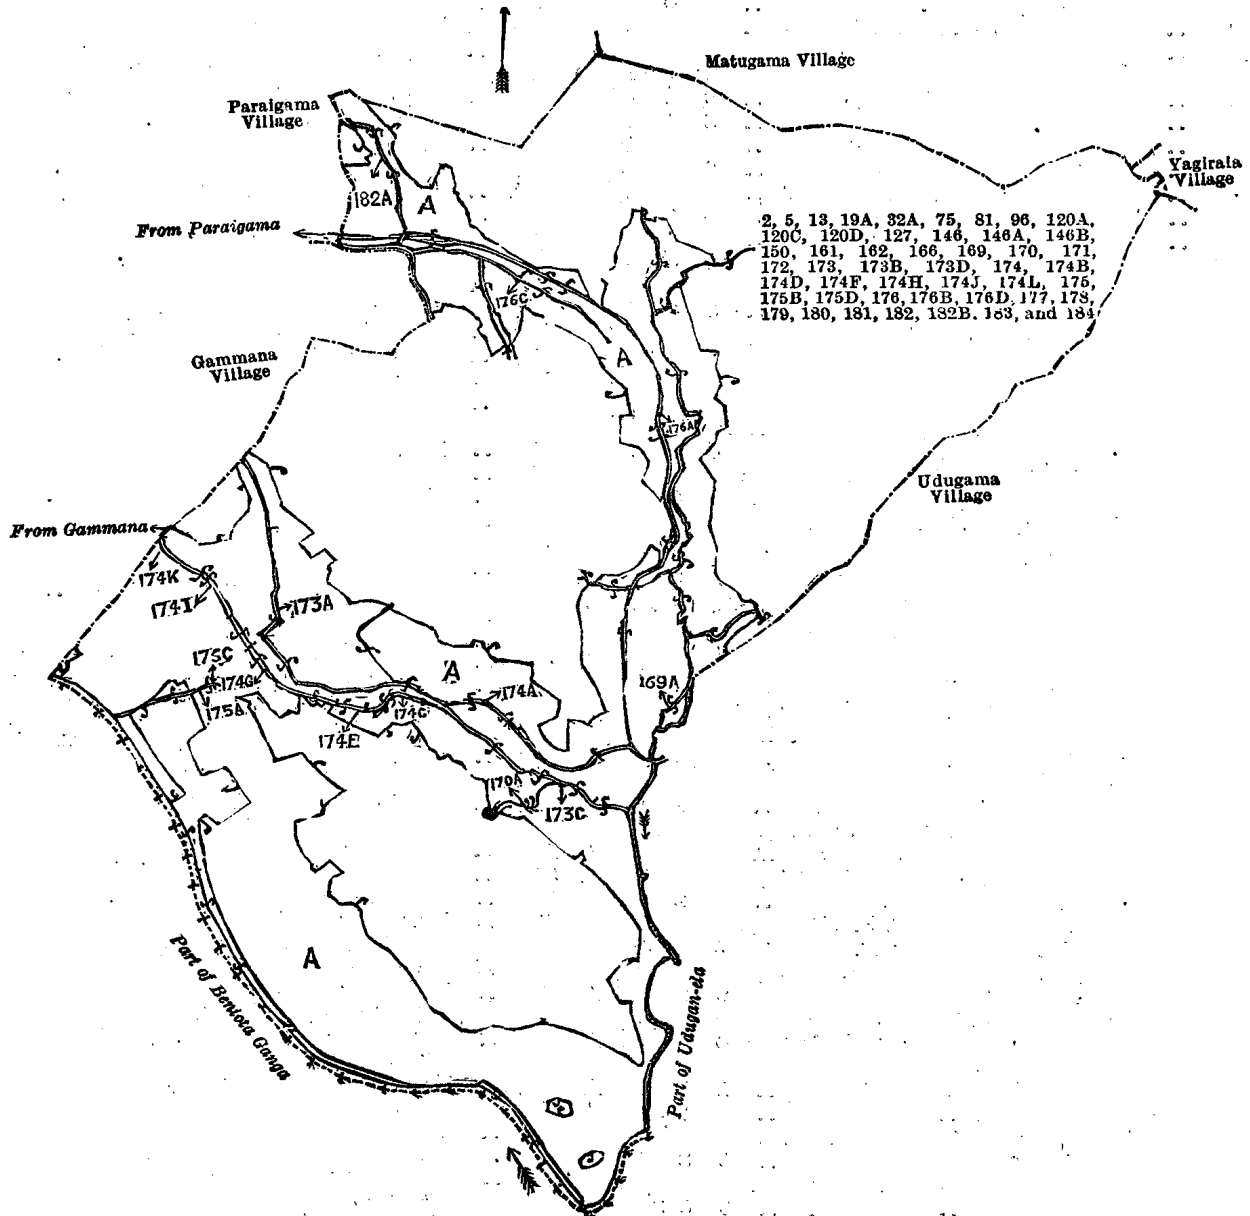 Matugama Village
Paraigama
Village
Yagirala
Village
182A
A
From Paraigama
2, 5, 13, 19A, 32A, 75, 81, 96, 120A,
120C, 120D, 127, 146, 146A, 146B,
150, 161, 162, 166, 169, 170, 171,
172, 173, 173B, 173D, 174, 174B,
174D, 174F, 174H, 174J, 174L, 175,
175B, 175D, 176, 176B, 176D, 177, 178,
179, 180, 181, 182, 182B, 183, and 184
176C
A
Gammana
Village
176A
Udugama
Village
From Gammana
174K
174I
173A
175C
174G
A
174A
169A
175A
174C
174E
170A
173C
A
Part of Bentota Ganga
Part of Udugan-ela